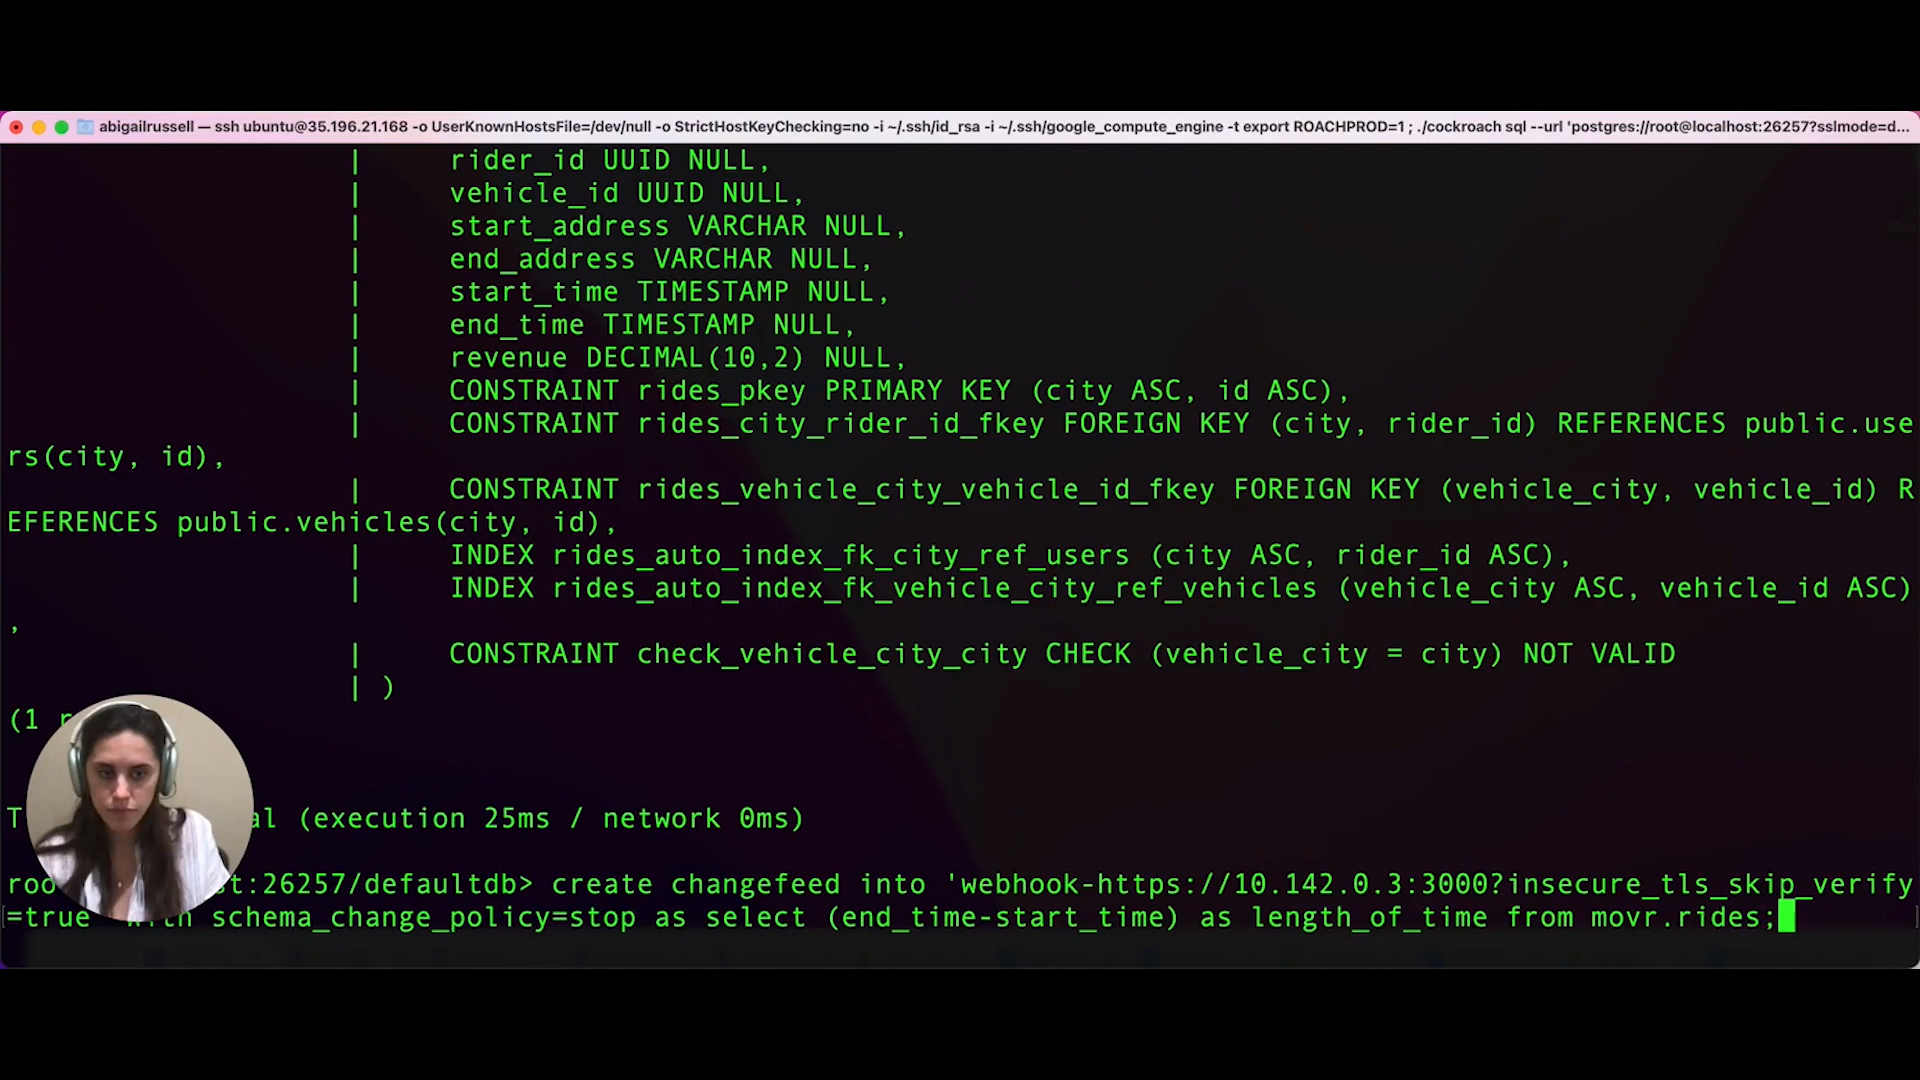 abigailrussell — ssh ubuntu@35.196.21.168 -o UserKnownHostsFile=/dev/null -o StrictHostKeyChecking=no -i ~/.ssh/id_rsa -i ~/.ssh/google_compute_engine -t export ROACHPROD=1 ; ./cockroach sql --url 'postgres://root@localhost:26257?sslmode=d...
| rider_id UUID NULL,
| vehicle_id UUID NULL,
| start_address VARCHAR NULL,
| end_address VARCHAR NULL,
| start_time TIMESTAMP NULL,
| end_time TIMESTAMP NULL,
| revenue DECIMAL(10,2) NULL,
| CONSTRAINT rides_pkey PRIMARY KEY (city ASC, id ASC),
| CONSTRAINT rides_city_rider_id_fkey FOREIGN KEY (city, rider_id) REFERENCES public.use
rs(city, id),
| CONSTRAINT rides_vehicle_city_vehicle_id_fkey FOREIGN KEY (vehicle_city, vehicle_id) R
EFERENCES public.vehicles(city, id),
| INDEX rides_auto_index_fk_city_ref_users (city ASC, rider_id ASC),
| INDEX rides_auto_index_fk_vehicle_city_ref_vehicles (vehicle_city ASC, vehicle_id ASC)
,
| CONSTRAINT check_vehicle_city_city CHECK (vehicle_city = city) NOT VALID
| )
(1 r
T al (execution 25ms / network 0ms)
roo t:26257/defaultdb> create changefeed into 'webhook-https://10.142.0.3:3000?insecure_tls_skip_verify
=true with schema_change_policy=stop as select (end_time-start_time) as length_of_time from movr.rides;